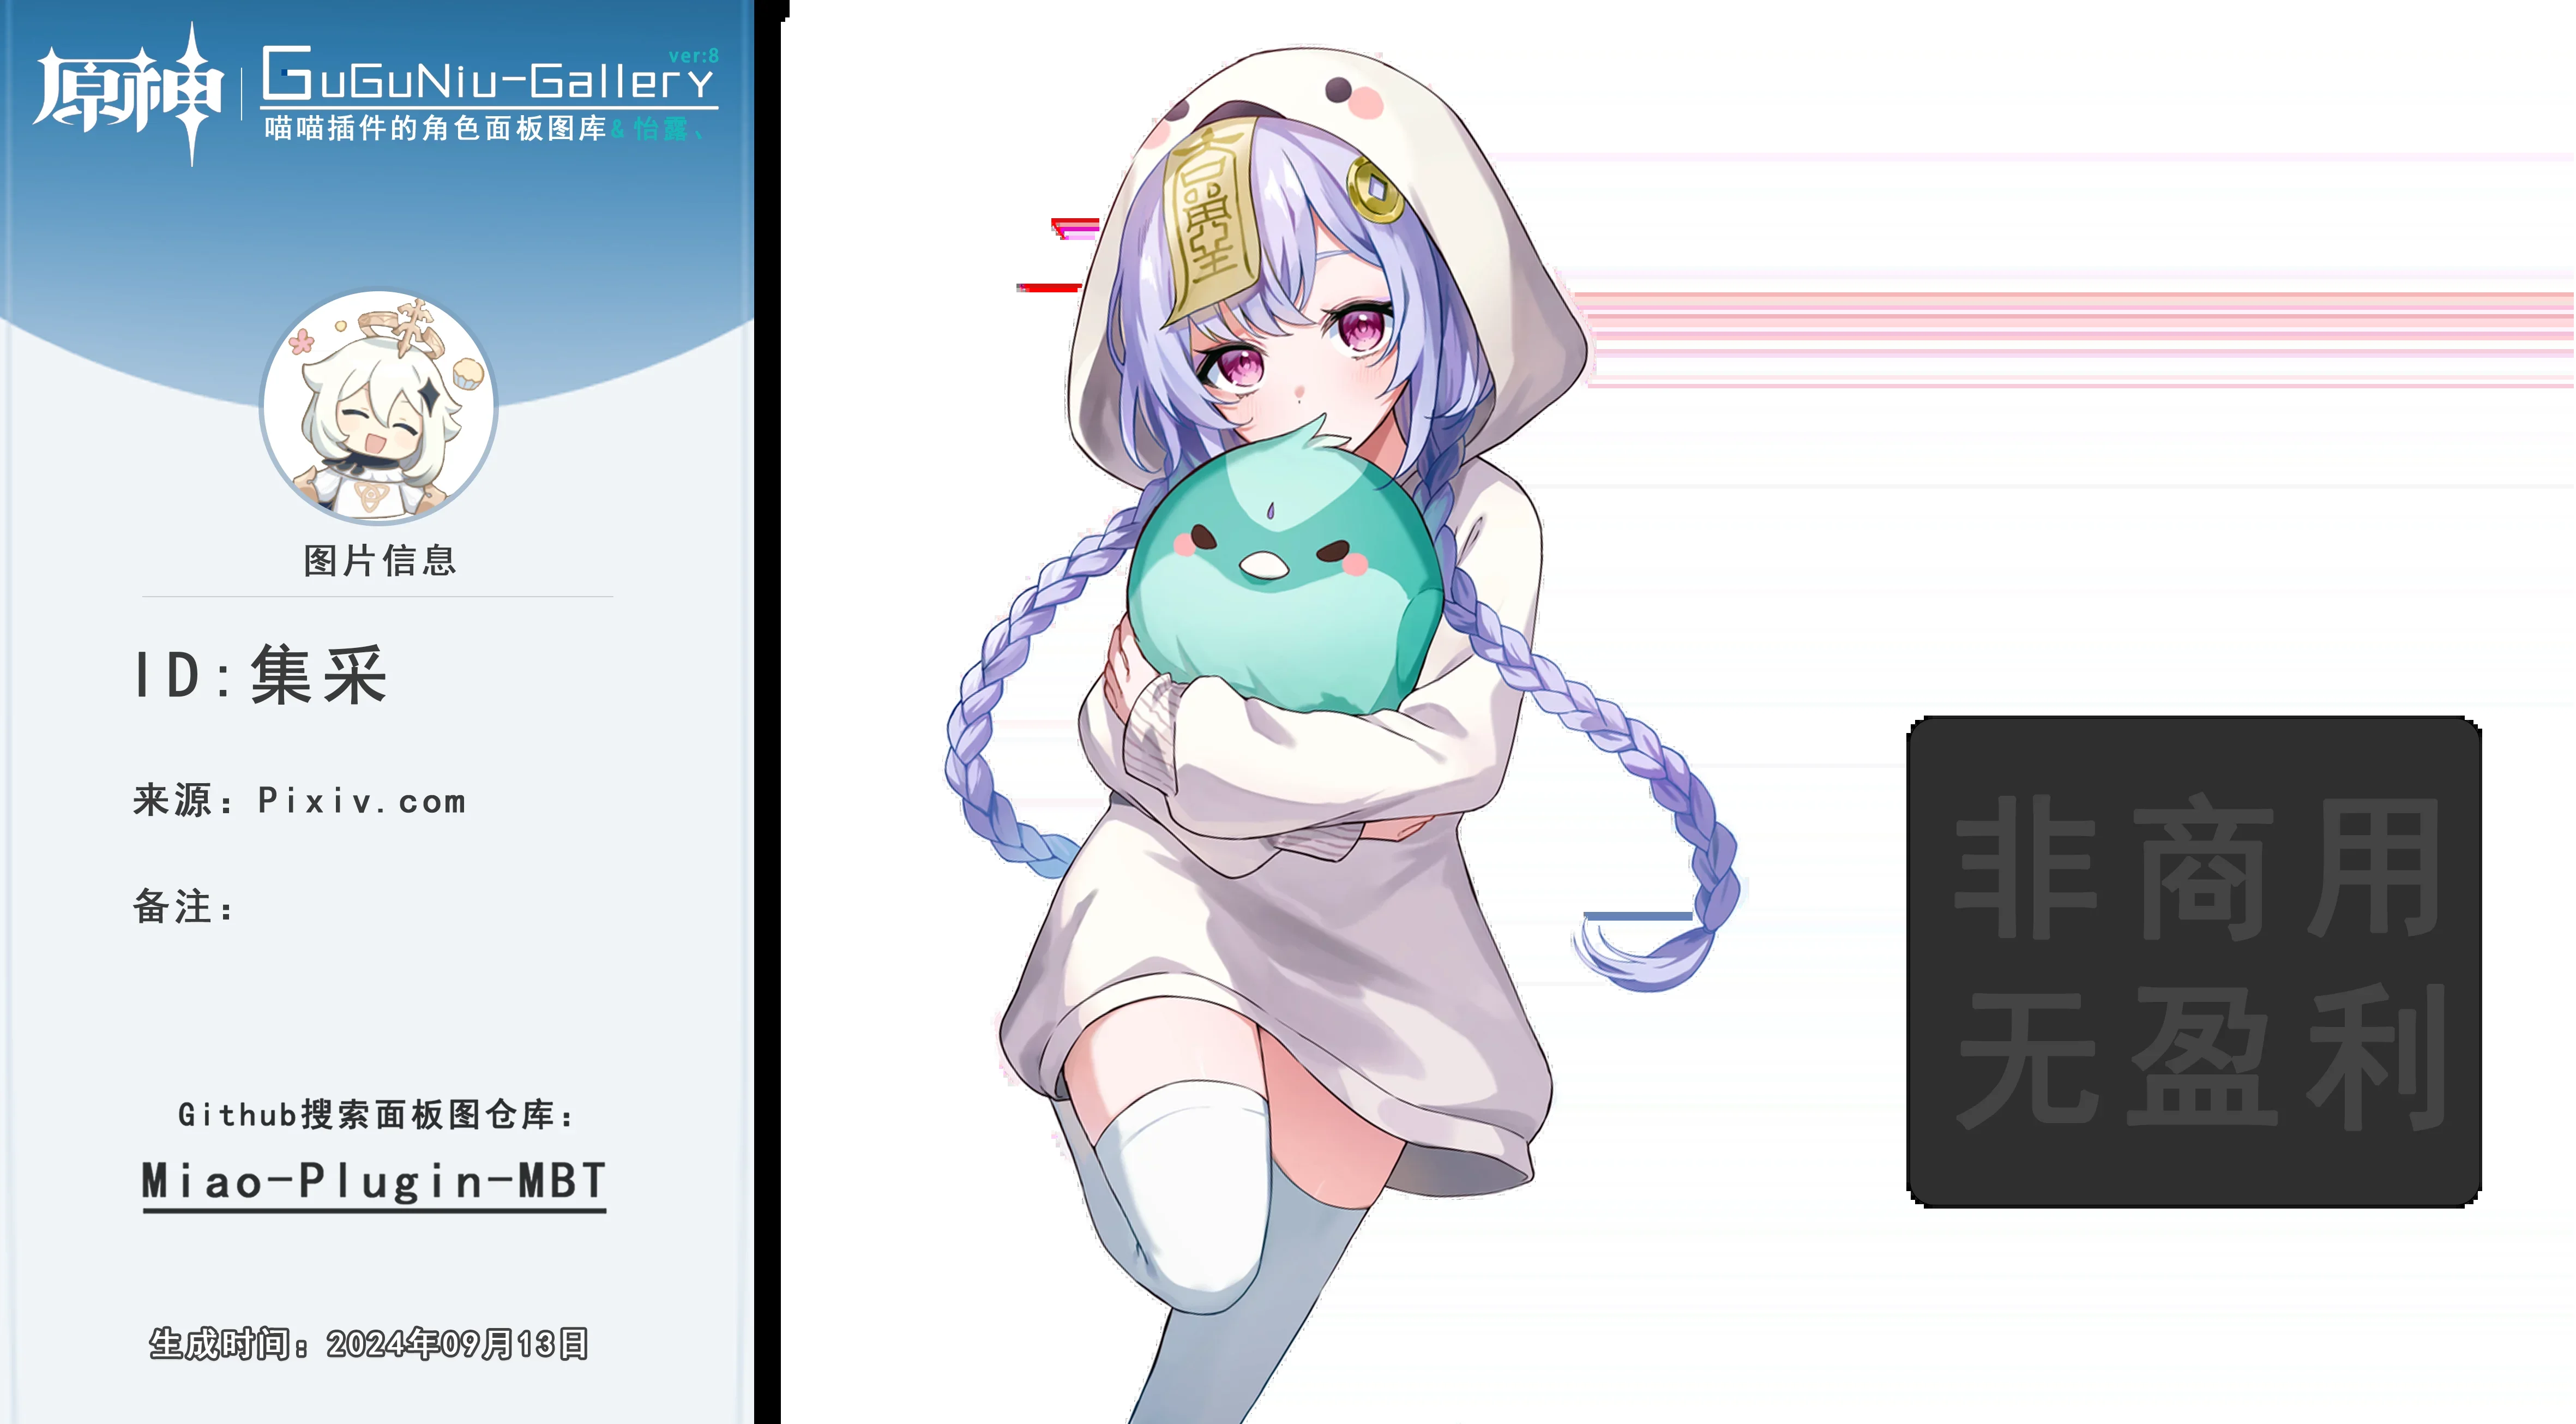 原神
GuGuNiu-Gallery
ver:8
喵喵插件的角色面板图库& 怡露、
图片信息
ID:集采
来源：Pixiv.com
备注：
Github搜索面板图仓库：
Miao-Plugin-MBT
生成时间：2024年09月13日
非商用
无盈利